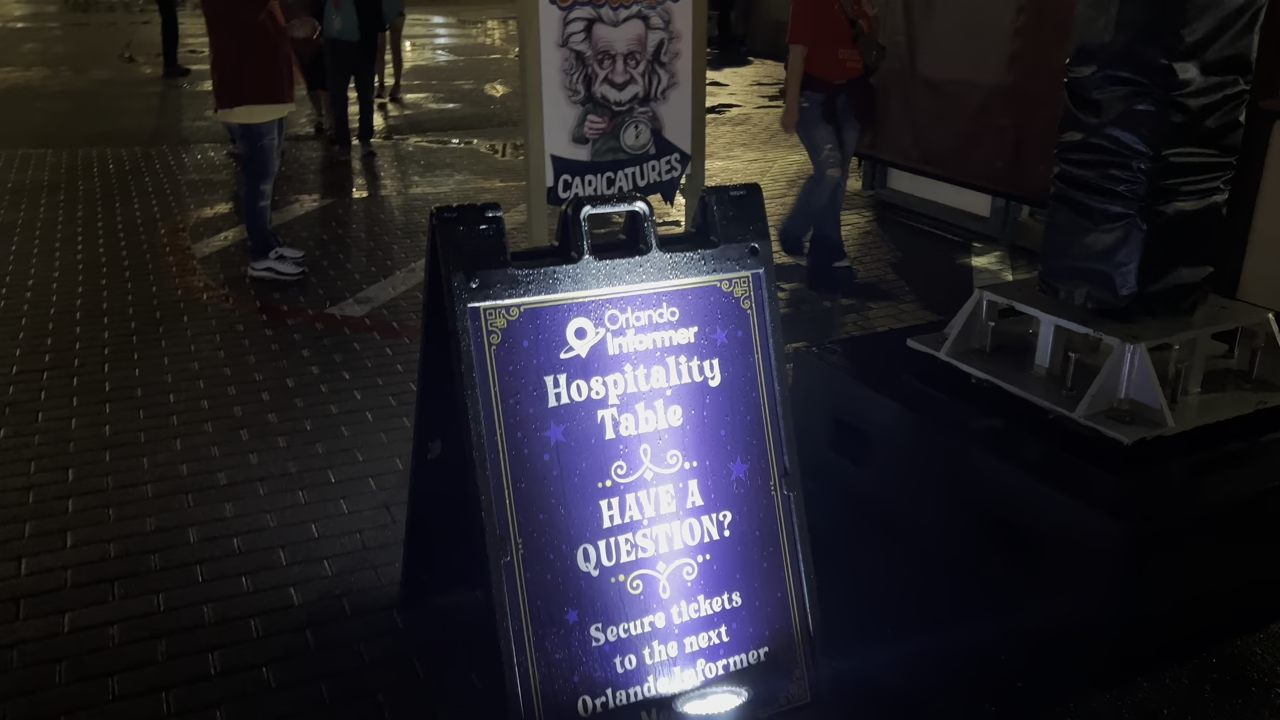 CARICATURES
Orlando
Informer
Hospitality
Table
HAVE A
QUESTION?
Secure tickets
to the next
Orlando Informer